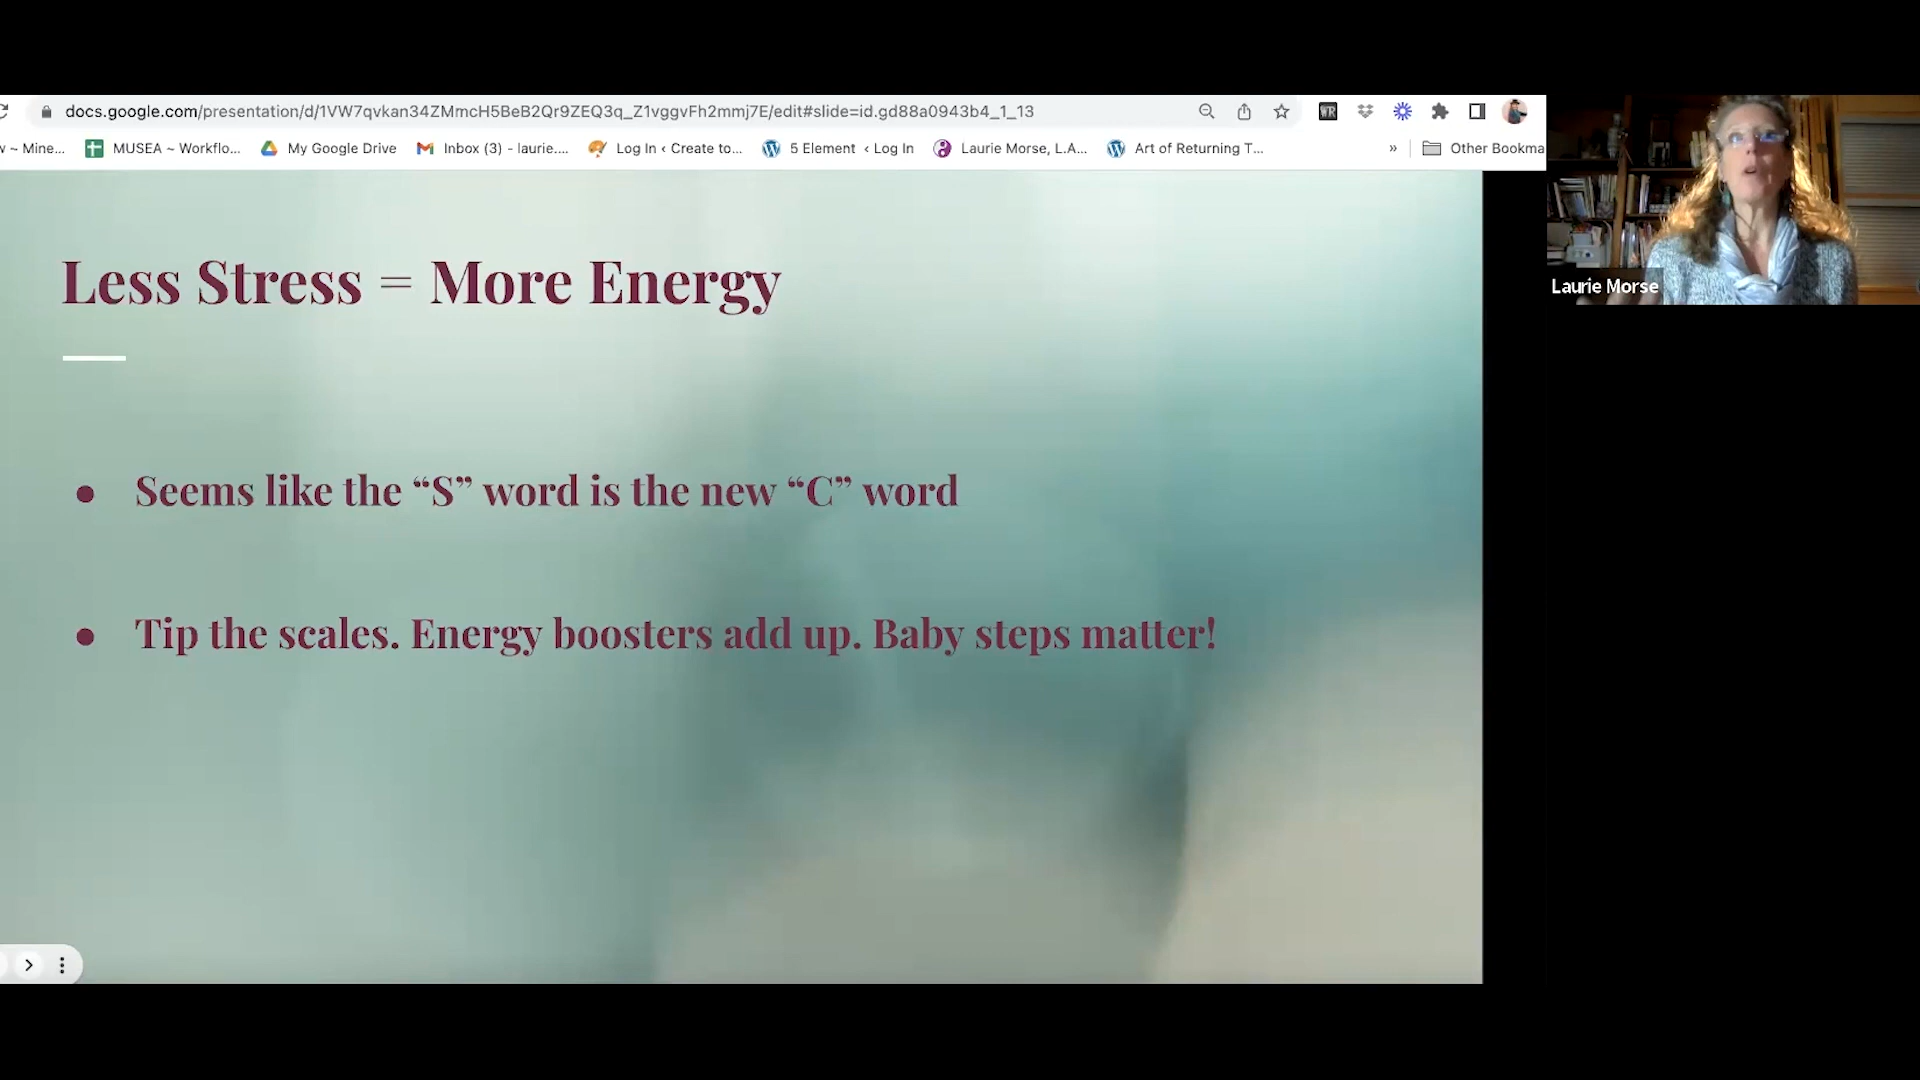 docs.google.com/presentation/d/1VW7qvkan34ZMmcH5BeB2Qr9ZEQ3q_Z1vggvFh2mmj7E/edit#slide=id.gd88a0943b4_1_13
WR
~ Mine... MUSEA ~ Workflo... My Google Drive Inbox (3) - laurie.... Log In ‹ Create to... 5 Element ‹ Log In Laurie Morse, L.A... Art of Returning T... » Other Bookma
Laurie Morse
Less Stress = More Energy
● Seems like the “S” word is the new “C” word
● Tip the scales. Energy boosters add up. Baby steps matter!